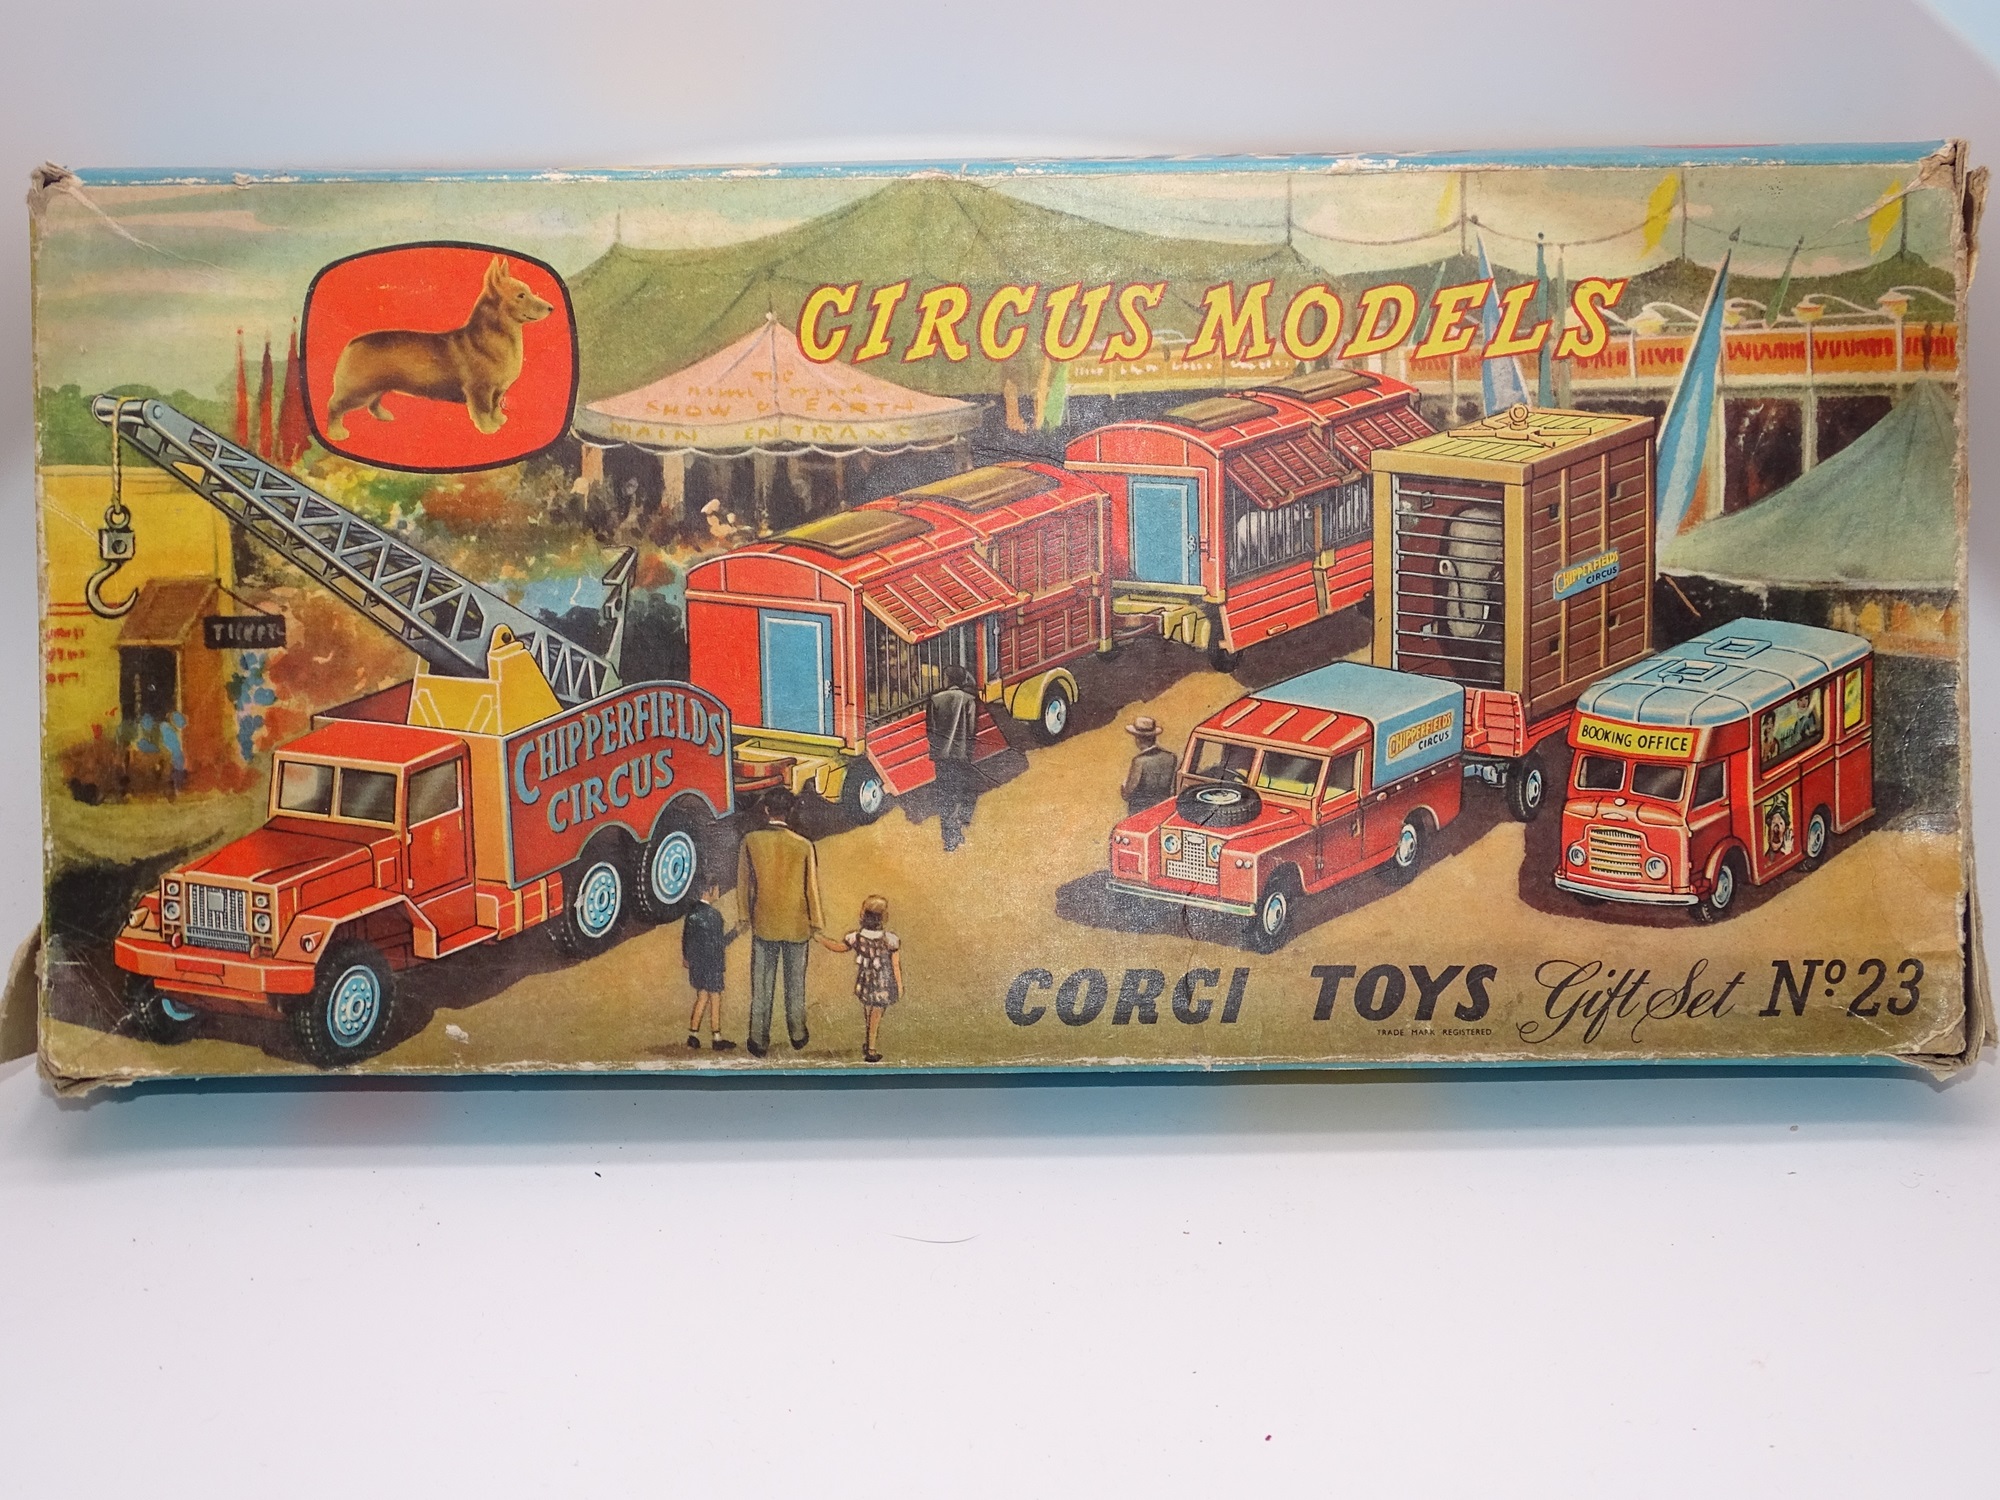 CIRCUS MODELS
THE
SHOW ON EARTH
MAIN ENTRANCE
CHIPPERFIELDS
CIRCUS
TICKETS
CHIPPERFIELDS
CIRCUS
CHIPPERFIELDS
CIRCUS
BOOKING OFFICE
CORGI TOYS Gift Set Nº 23
TRADE MARK REGISTERED